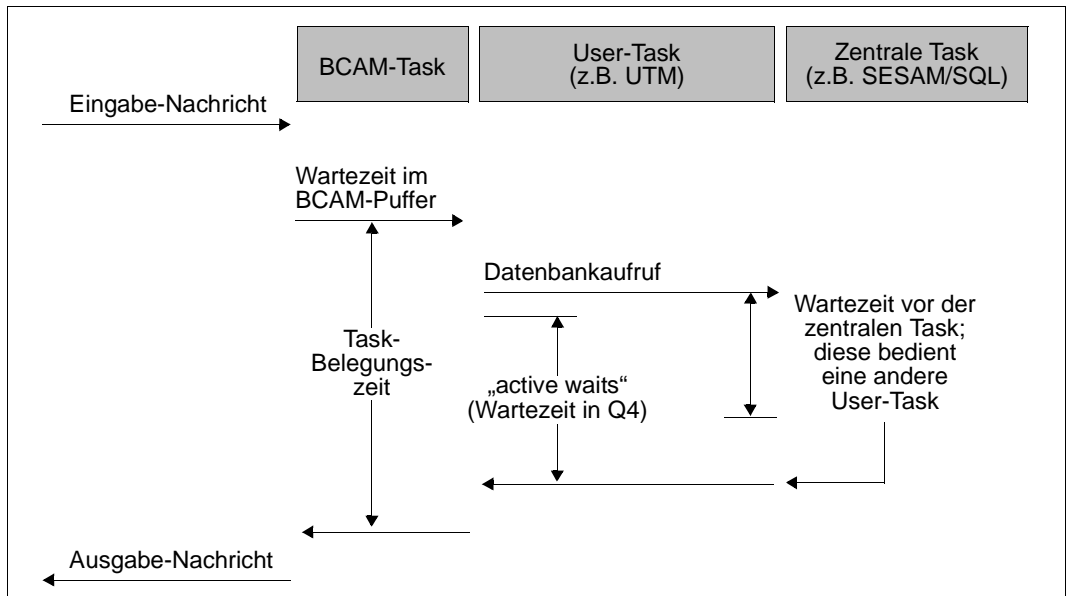 BCAM-Task
User-Task
(z.B. UTM)
Zentrale Task
(z.B. SESAM/SQL)
Eingabe-Nachricht
Wartezeit im
BCAM-Puffer
Datenbankaufruf
Wartezeit vor der
zentralen Task;
diese bedient
eine andere
User-Task
Task-
Belegungs-
zeit
„active waits“
(Wartezeit in Q4)
Ausgabe-Nachricht